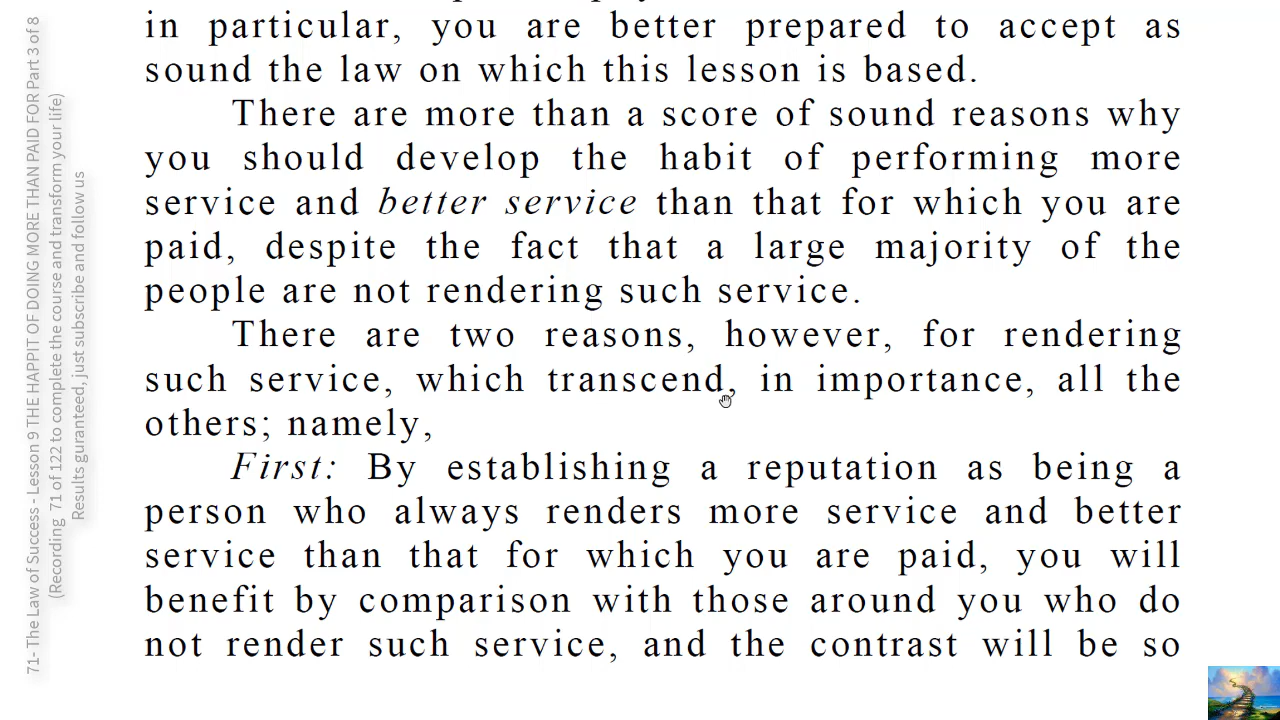 in particular, you are better prepared to accept as
sound the law on which this lesson is based.
There are more than a score of sound reasons why
you should develop the habit of performing more
service and better service than that for which you are
paid, despite the fact that a large majority of the
people are not rendering such service.
There are two reasons, however, for rendering
such service, which transcend, in importance, all the
others; namely,
First: By establishing a reputation as being a
person who always renders more service and better
service than that for which you are paid, you will
benefit by comparison with those around you who do
not render such service, and the contrast will be so
71- The Law of Success - Lesson 9 THE HAPPIT OF DOING MORE THAN PAID FOR Part 3 of 8
(Recording 71 of 122 to complete the course and transform your life)
Results guranteed, just subscribe and follow us